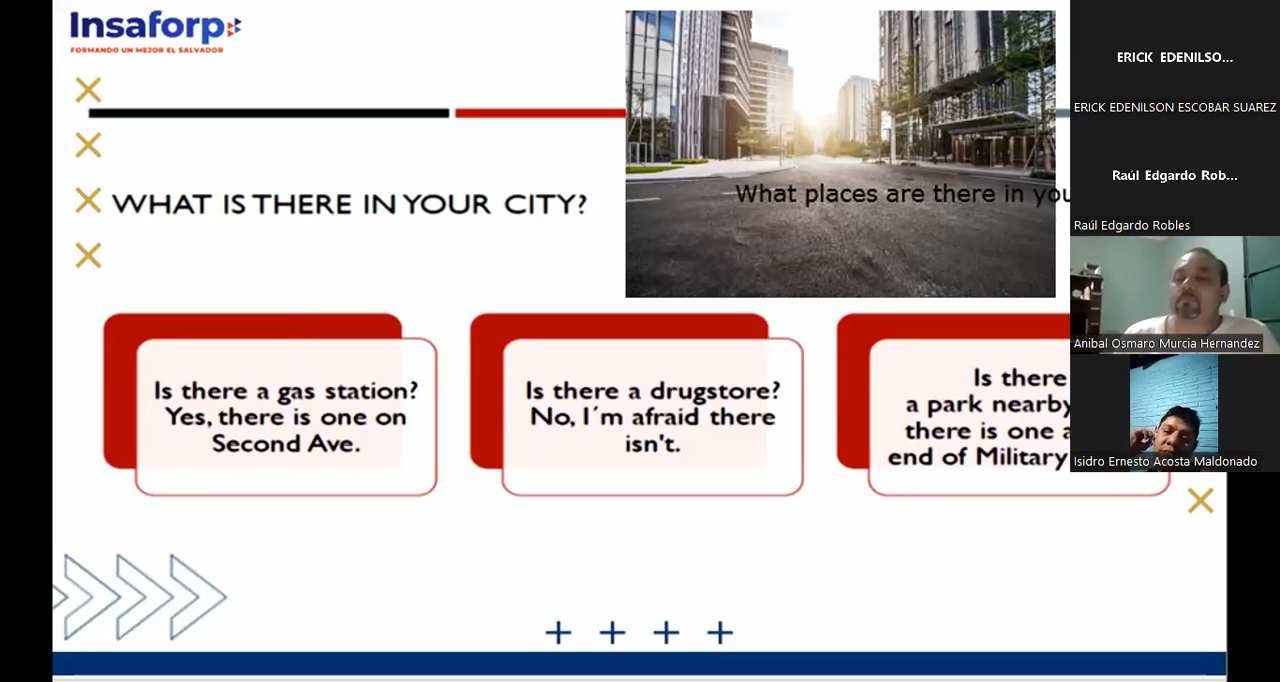 Insaforp
FORMANDO UN MEJOR EL SALVADOR
WHAT IS THERE IN YOUR CITY?
What places are there in you
Is there a gas station?
Yes, there is one on
Second Ave.
Is there a drugstore?
No, I´m afraid there
isn't.
Is there
a park nearby
there is one a
end of Military
ERICK EDENILSO...
ERICK EDENILSON ESCOBAR SUAREZ
Raúl Edgardo Rob...
Raúl Edgardo Robles
Anibal Osmaro Murcia Hernandez
Isidro Ernesto Acosta Maldonado